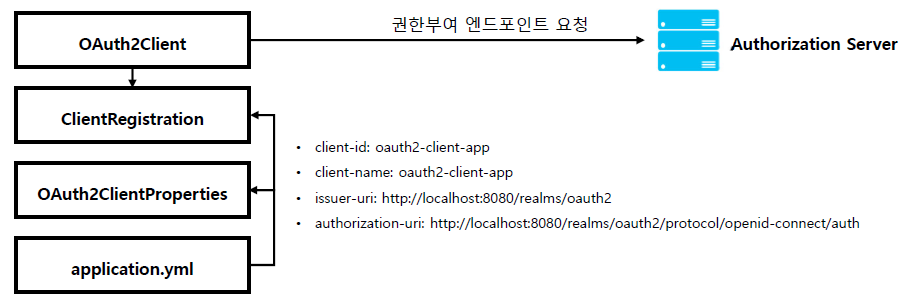 권한부여 엔드포인트 요청
OAuth2Client
Authorization Server
ClientRegistration
• client-id: oauth2-client-app
• client-name: oauth2-client-app
OAuth2ClientProperties
• issuer-uri: http://localhost:8080/realms/oauth2
• authorization-uri: http://localhost:8080/realms/oauth2/protocol/openid-connect/auth
application.yml